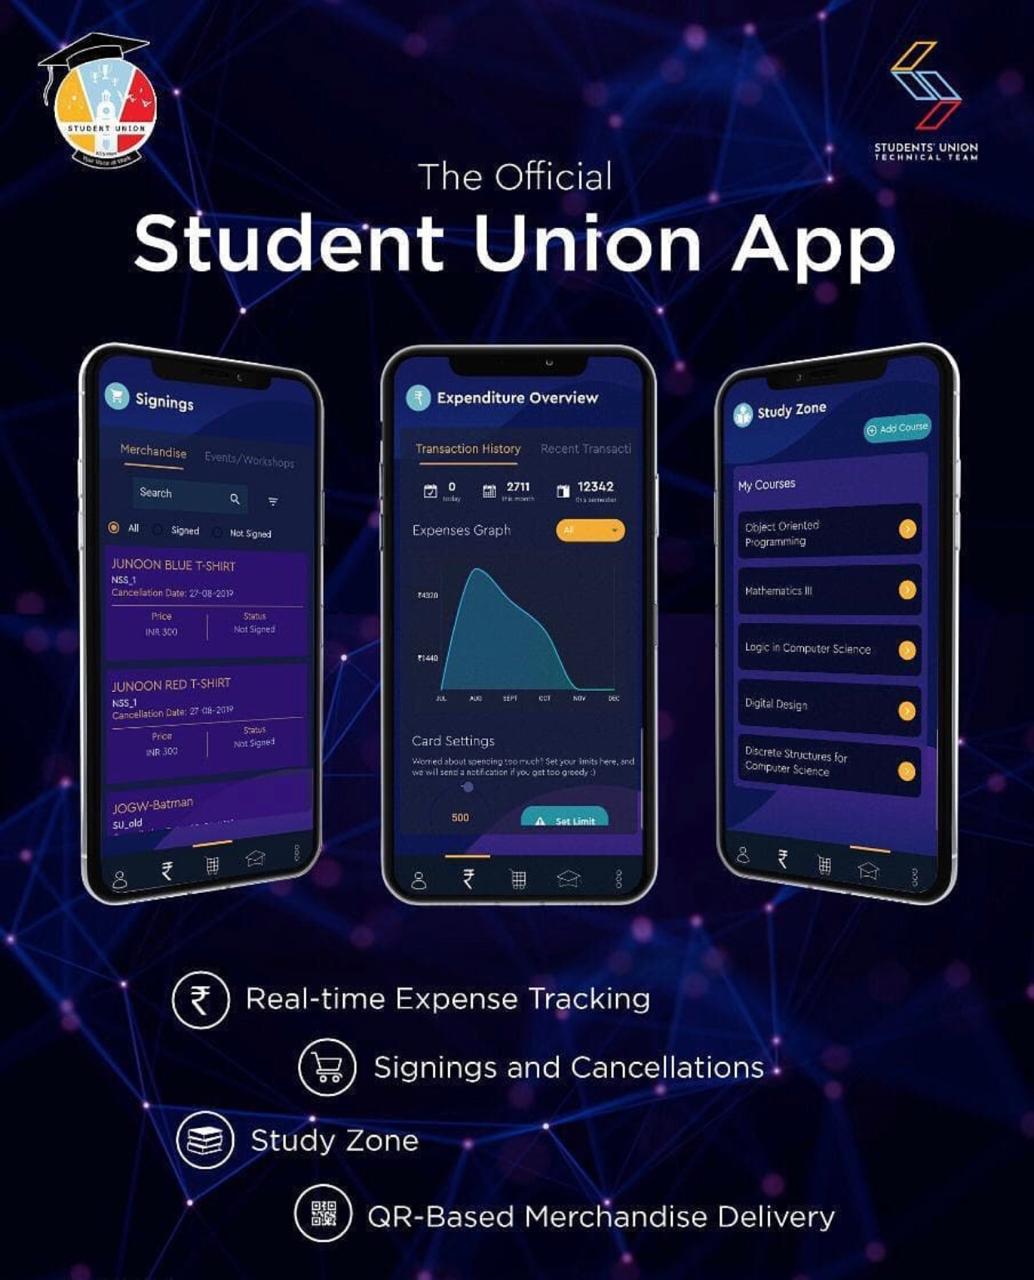 STUDENT UNION
Your Voice at Work
STUDENTS' UNION
TECHNICAL TEAM
The Official
Student Union App
Signings
Merchandise
Events/Workshops
Search
All
Signed
Not Signed
JUNOON BLUE T-SHIRT
NSS_1
Cancellation Date: 27-08-2019
Price
Status
INR 300
Not Signed
JUNOON RED T-SHIRT
NSS_1
Cancellation Date: 27-08-2019
Price
Status
INR 300
Not Signed
JOGW-Batman
SU_old
₹ Expenditure Overview
Transaction History
Recent Transacti
0
today
2711
this month
12342
this semester
Expenses Graph
All
₹4320
₹1440
JUL AUG SEPT OCT NOV DEC
Card Settings
Worried about spending too much? Set your limits here, and
we will send a notification if you get too greedy :)
500
Set Limit
Study Zone
Add Course
My Courses
Object Oriented
Programming
Mathematics III
Logic in Computer Science
Digital Design
Discrete Structures for
Computer Science
₹
₹
₹
₹ Real-time Expense Tracking
Signings and Cancellations
Study Zone
QR-Based Merchandise Delivery